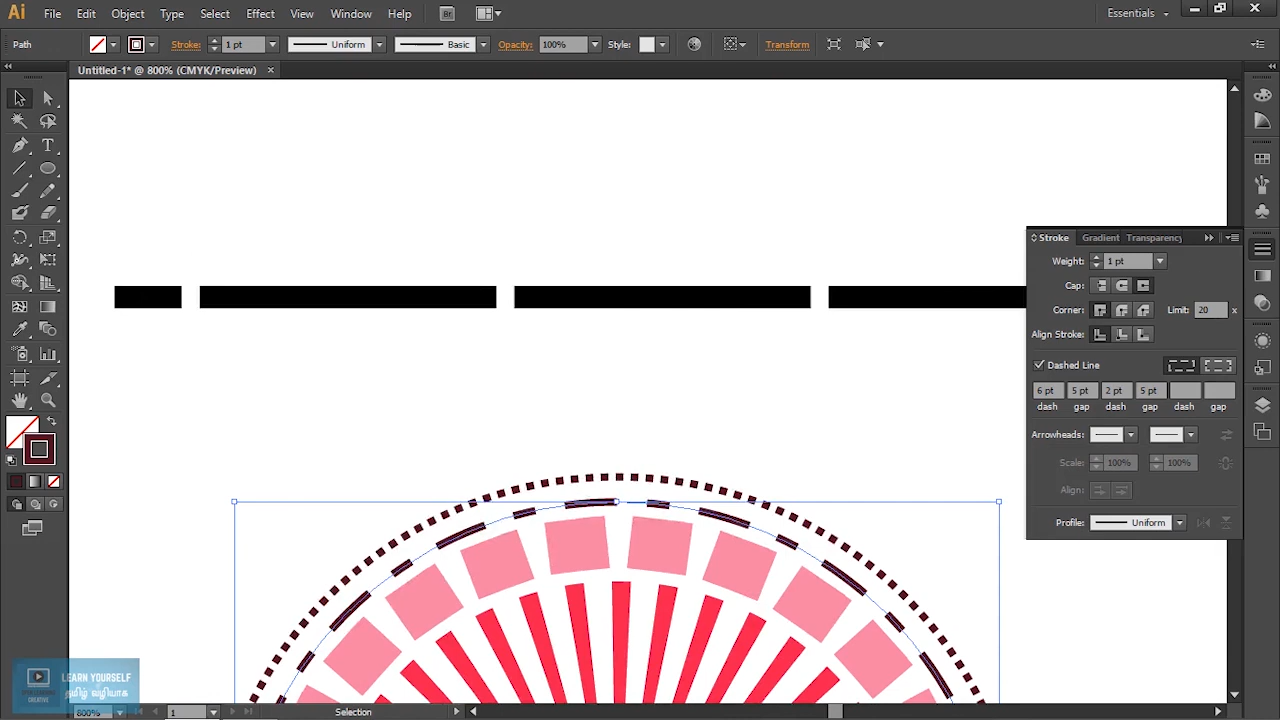 Ai File Edit Object Type Select Effect View Window Help Br Essentials
Path Stroke: 1 pt Uniform Basic Opacity: 100% Style: Transform
Untitled-1* @ 800% (CMYK/Preview)
Stroke Gradient Transparency
Weight: 1 pt
Cap:
Corner: Limit: 20 x
Align Stroke:
Dashed Line
6 pt 5 pt 2 pt 5 pt
dash gap dash gap dash gap
Arrowheads:
Scale: 100% 100%
Align:
Profile: Uniform
LEARN YOURSELF
தமிழ் வழியாக
CREATIVE
800% 1 Selection